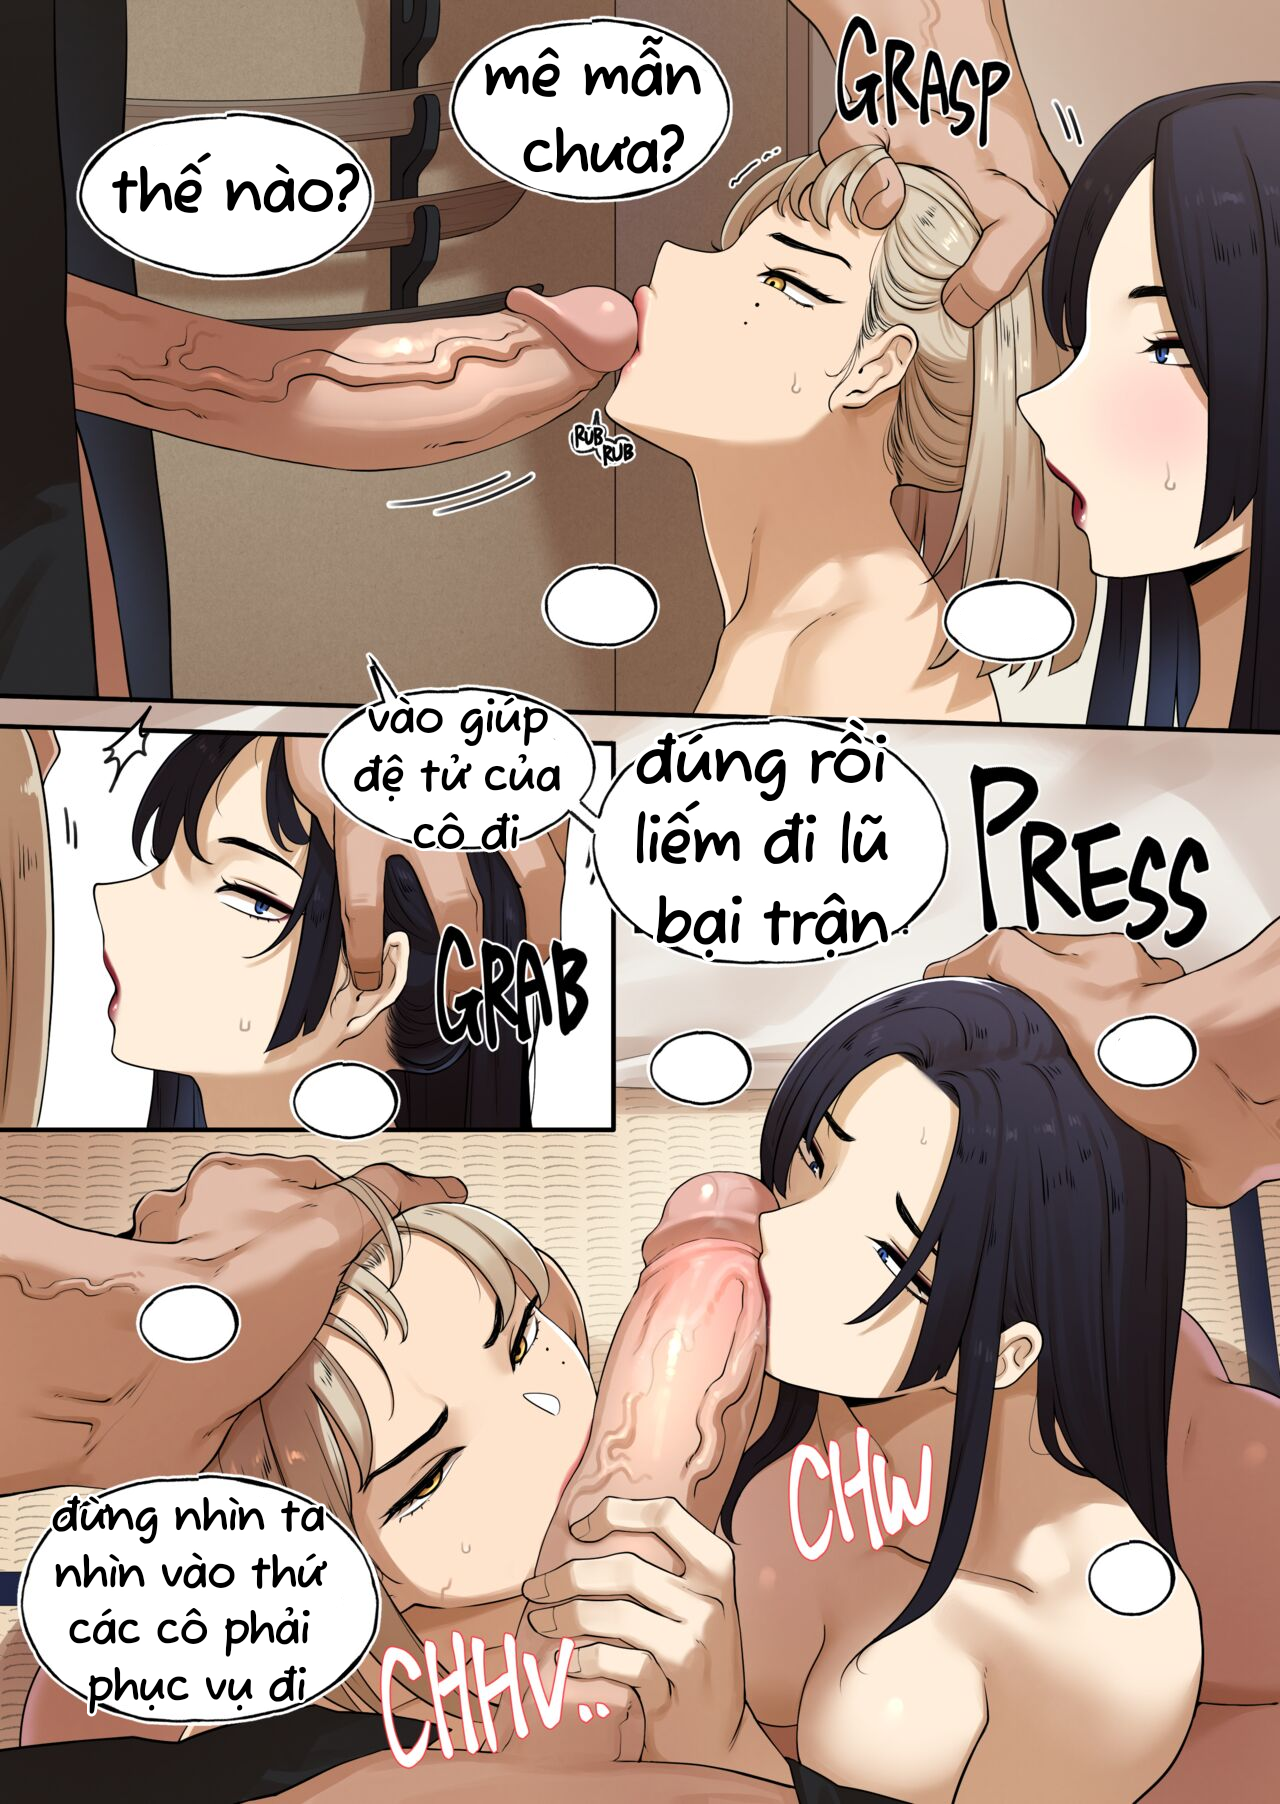 thế nào?
mê mẫn
chưa?
GRASP
RUB
RUB
vào giúp
đệ tử của
cô đi
GRAB
đúng rồi
liếm đi lũ
bại trận
PRESS
CHW
đừng nhìn ta
nhìn vào thứ
các cô phải
phục vụ đi
CHHV..